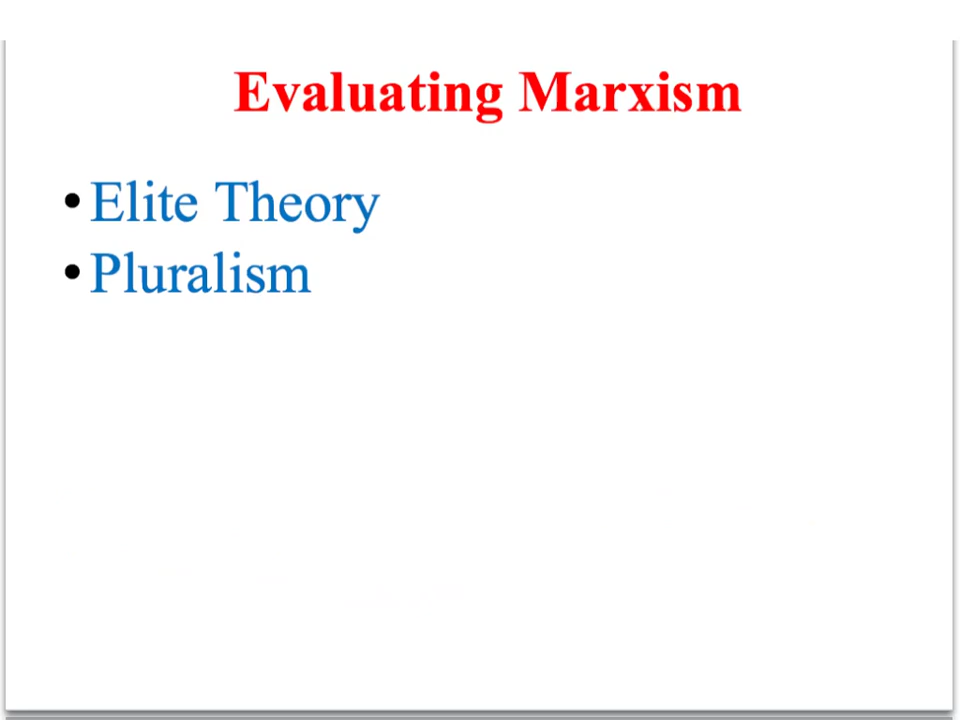 Evaluating Marxism
• Elite Theory
• Pluralism